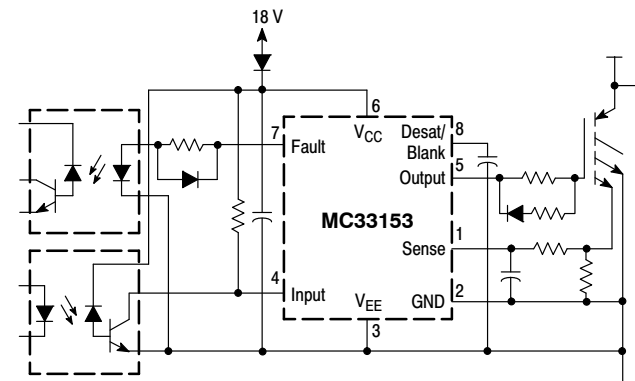 18 V
6
7
VCC
Desat/
8
Fault
Blank
5
Output
MC33153
Sense
1
4
Input
VEE
GND
2
3